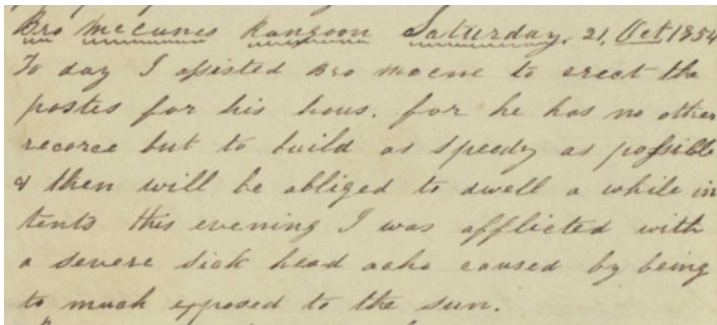 Bro McCunes Rangoon Saturday, 21, Oct 1854
To day I assisted Bro Mccune to erect the
postes for his hous. for he has no other
recorce but to build as speedy as possible
& then will be abliged to dwell a while in
tents this evening I was afflicted with
a severe sick head ache caused by being
to much exposed to the sun.